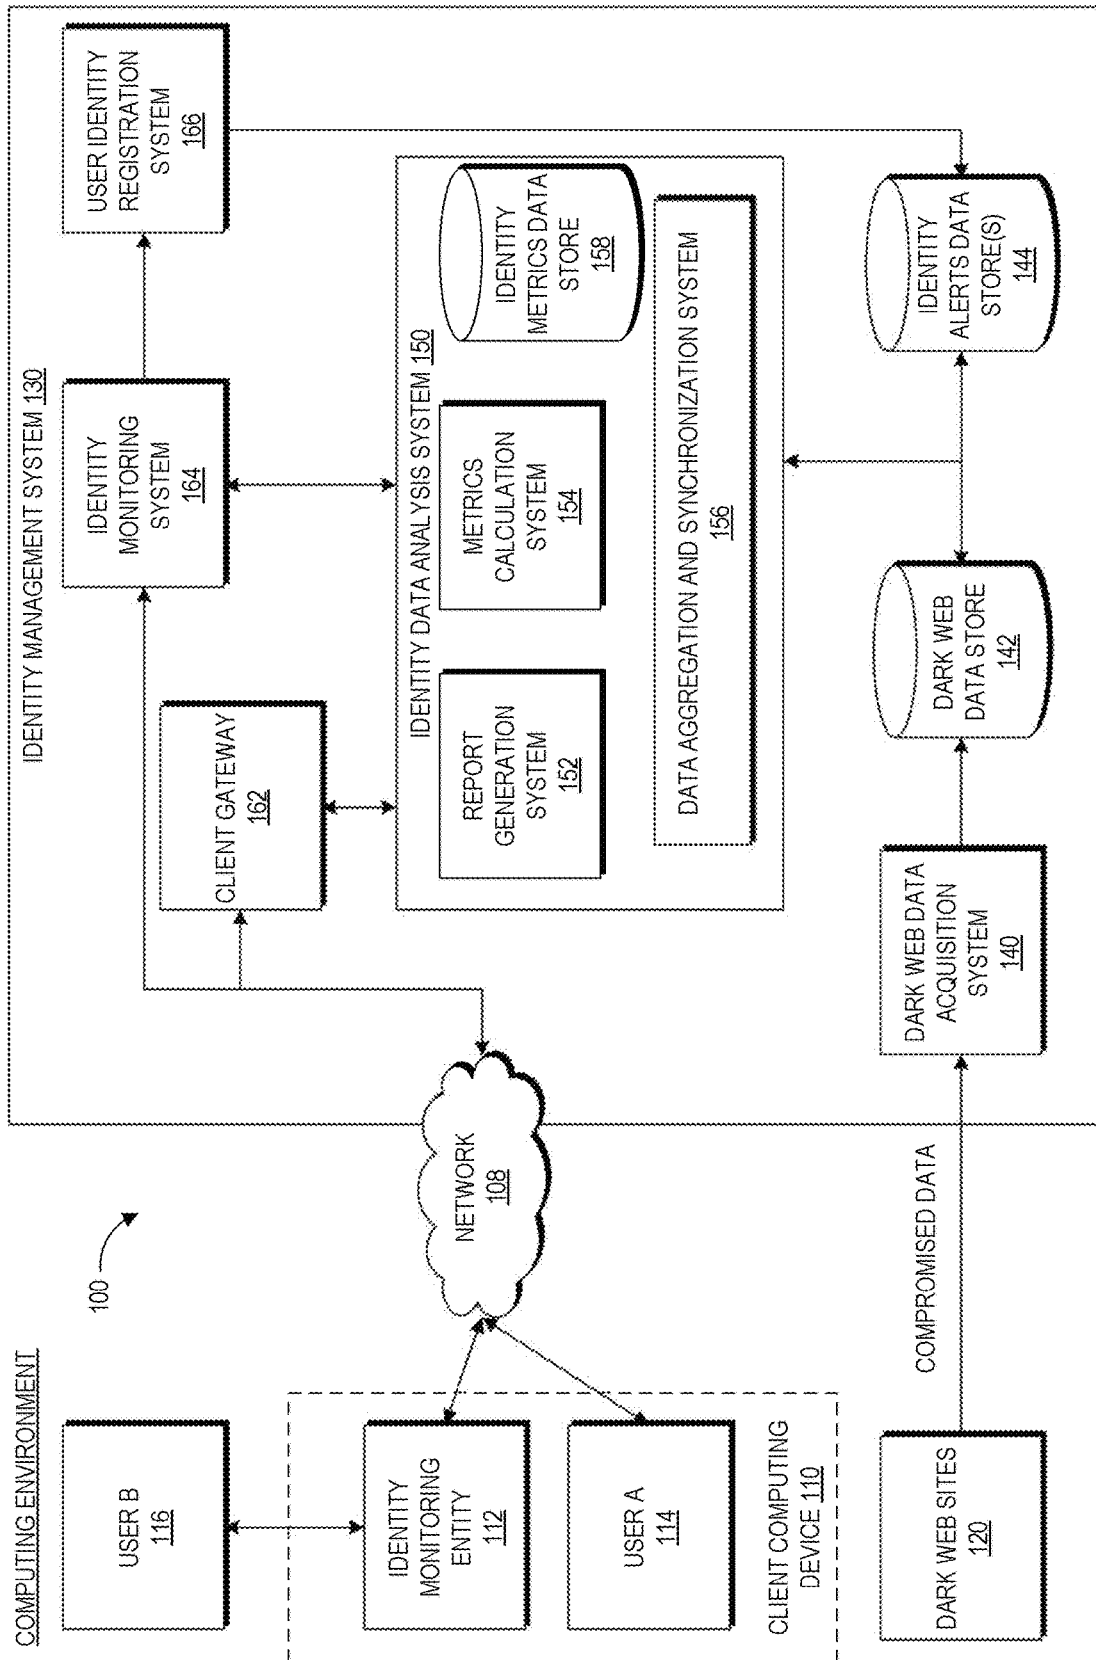 COMPUTING ENVIRONMENT
100
USER B
116
IDENTITY
MONITORING
ENTITY
112
USER A
114
CLIENT COMPUTING
DEVICE 110
DARK WEB SITES
120
COMPROMISED DATA
NETWORK
108
IDENTITY MANAGEMENT SYSTEM 130
CLIENT GATEWAY
162
IDENTITY
MONITORING
SYSTEM
164
USER IDENTITY
REGISTRATION
SYSTEM
166
IDENTITY DATA ANALYSIS SYSTEM 150
REPORT
GENERATION
SYSTEM
152
METRICS
CALCULATION
SYSTEM
154
IDENTITY
METRICS DATA
STORE
158
DATA AGGREGATION AND SYNCHRONIZATION SYSTEM
156
DARK WEB DATA
ACQUISITION
SYSTEM
140
DARK WEB
DATA STORE
142
IDENTITY
ALERTS DATA
STORE(S)
144